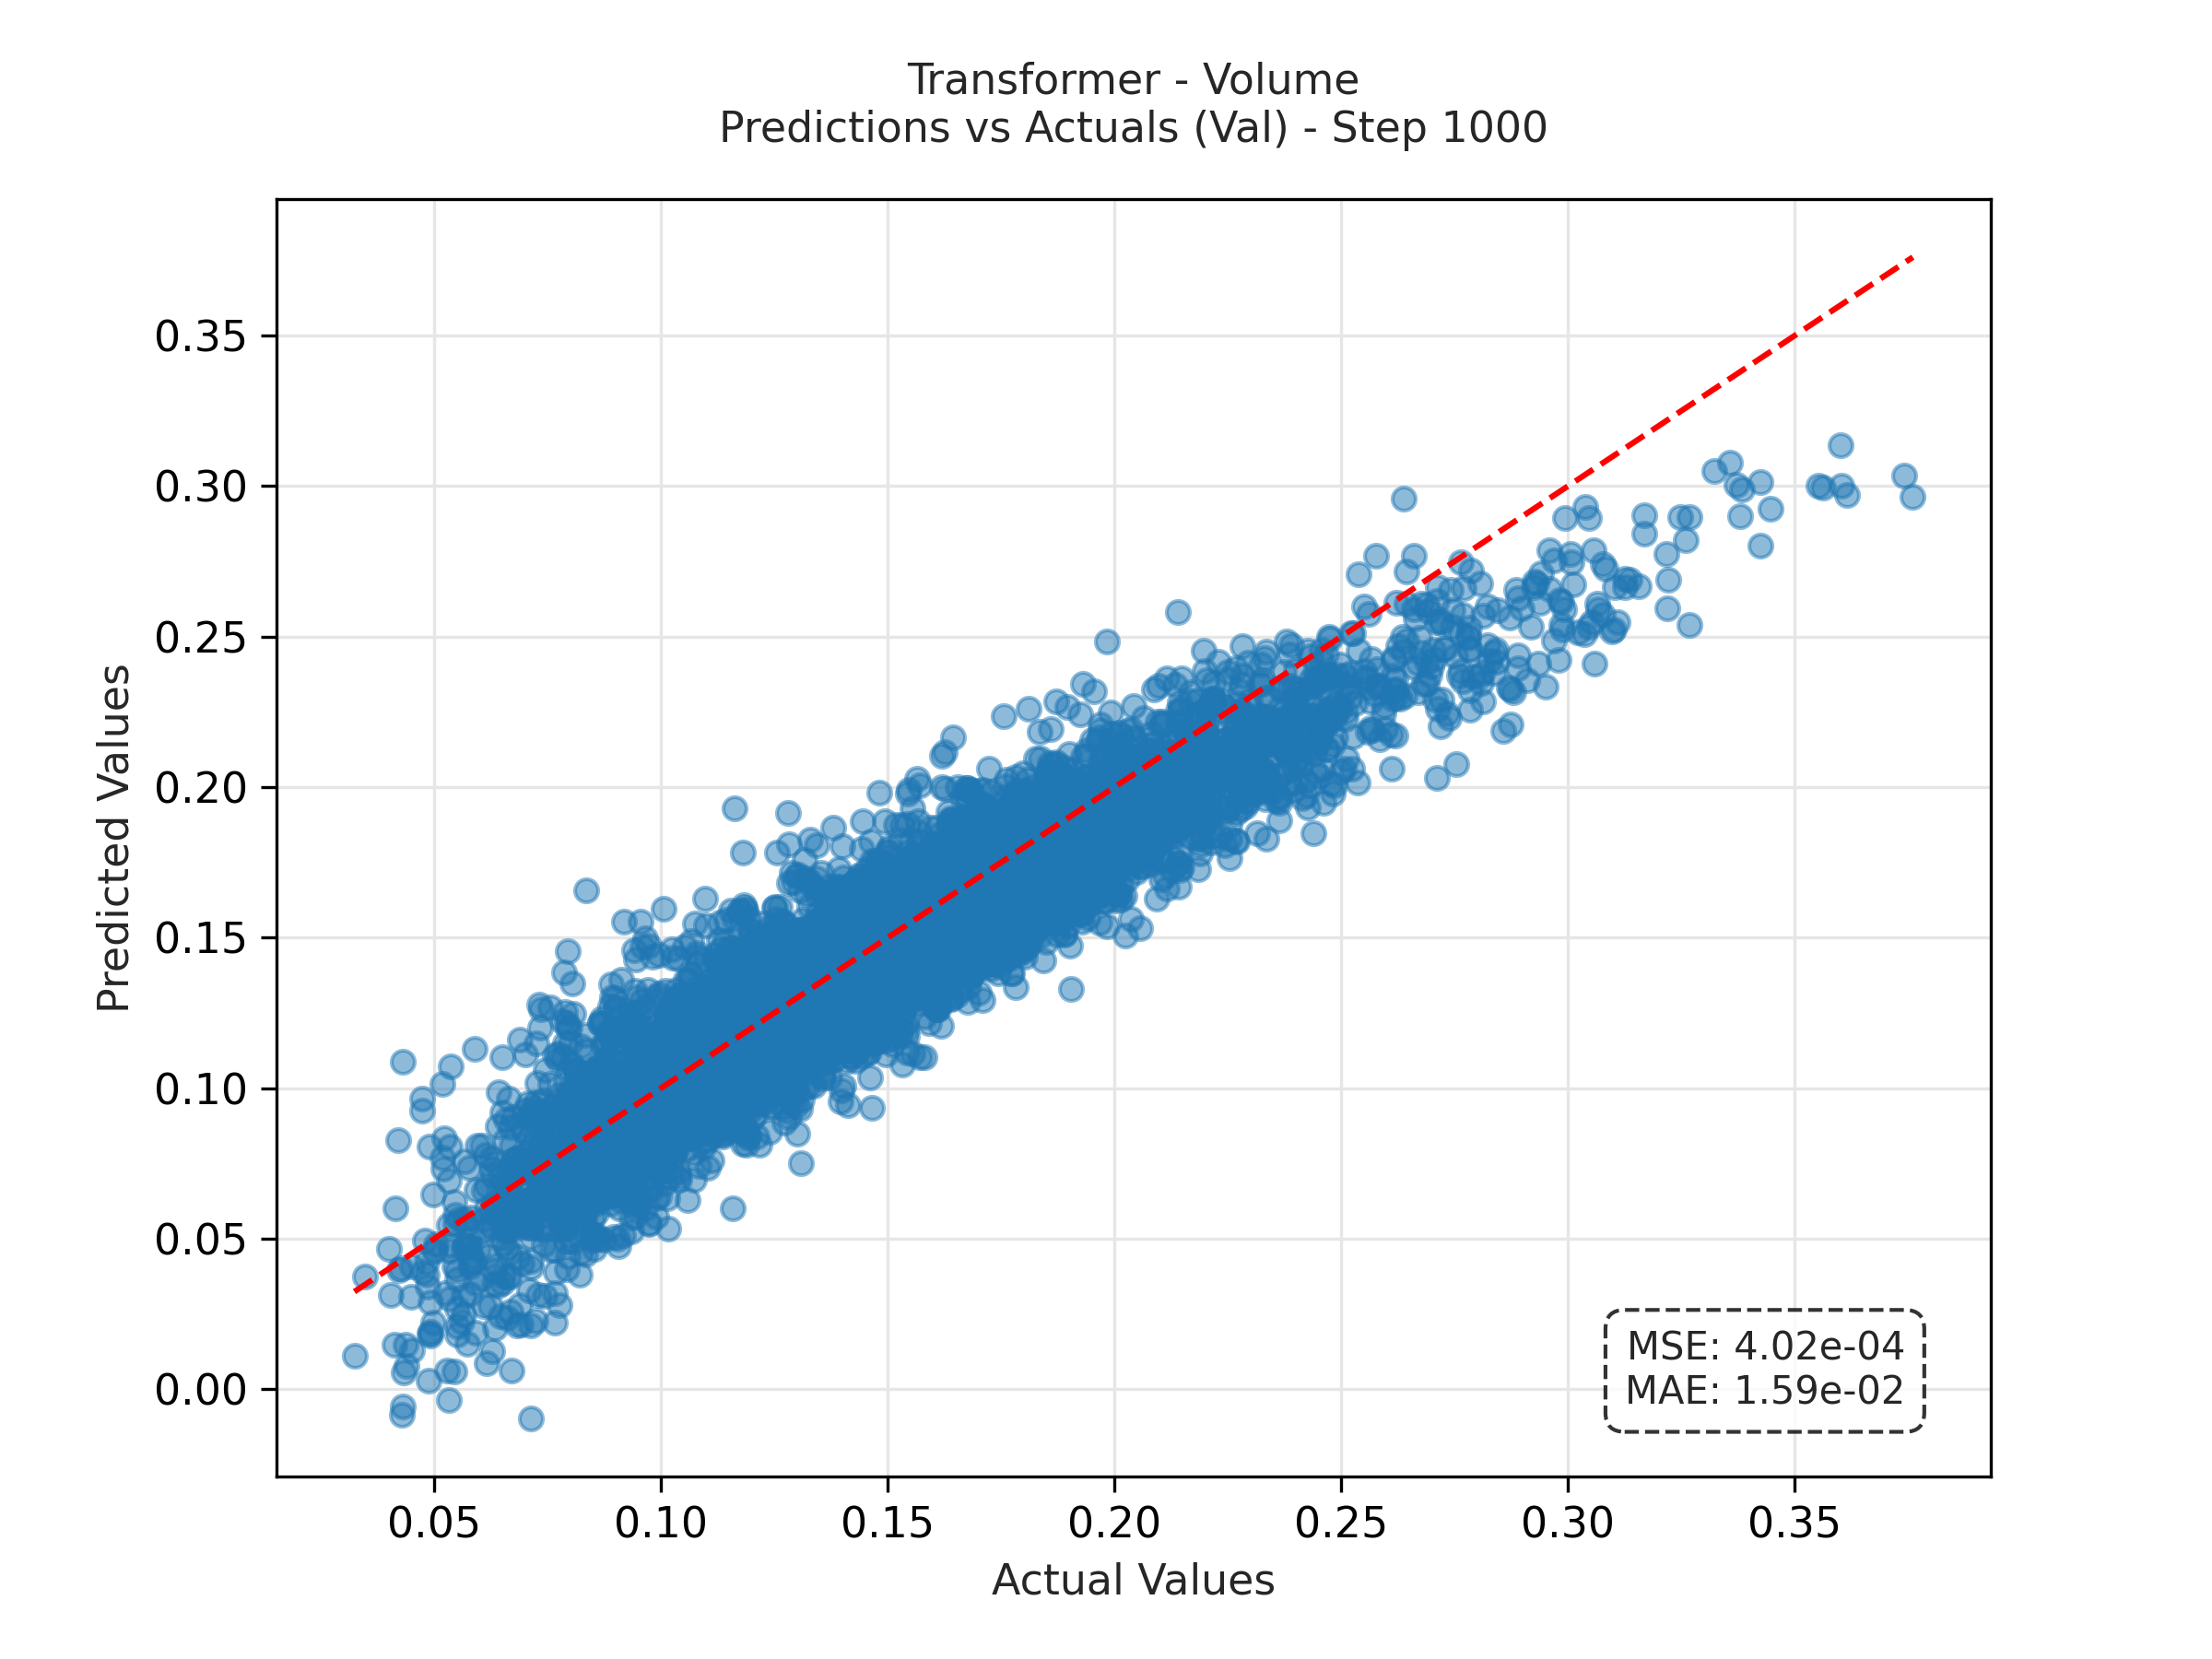 Transformer - Volume
Predictions vs Actuals (Val) - Step 1000
Predicted Values
0.35
0.30
0.25
0.20
0.15
0.10
0.05
0.00
MSE: 4.02e-04
MAE: 1.59e-02
0.05 0.10 0.15 0.20 0.25 0.30 0.35
Actual Values